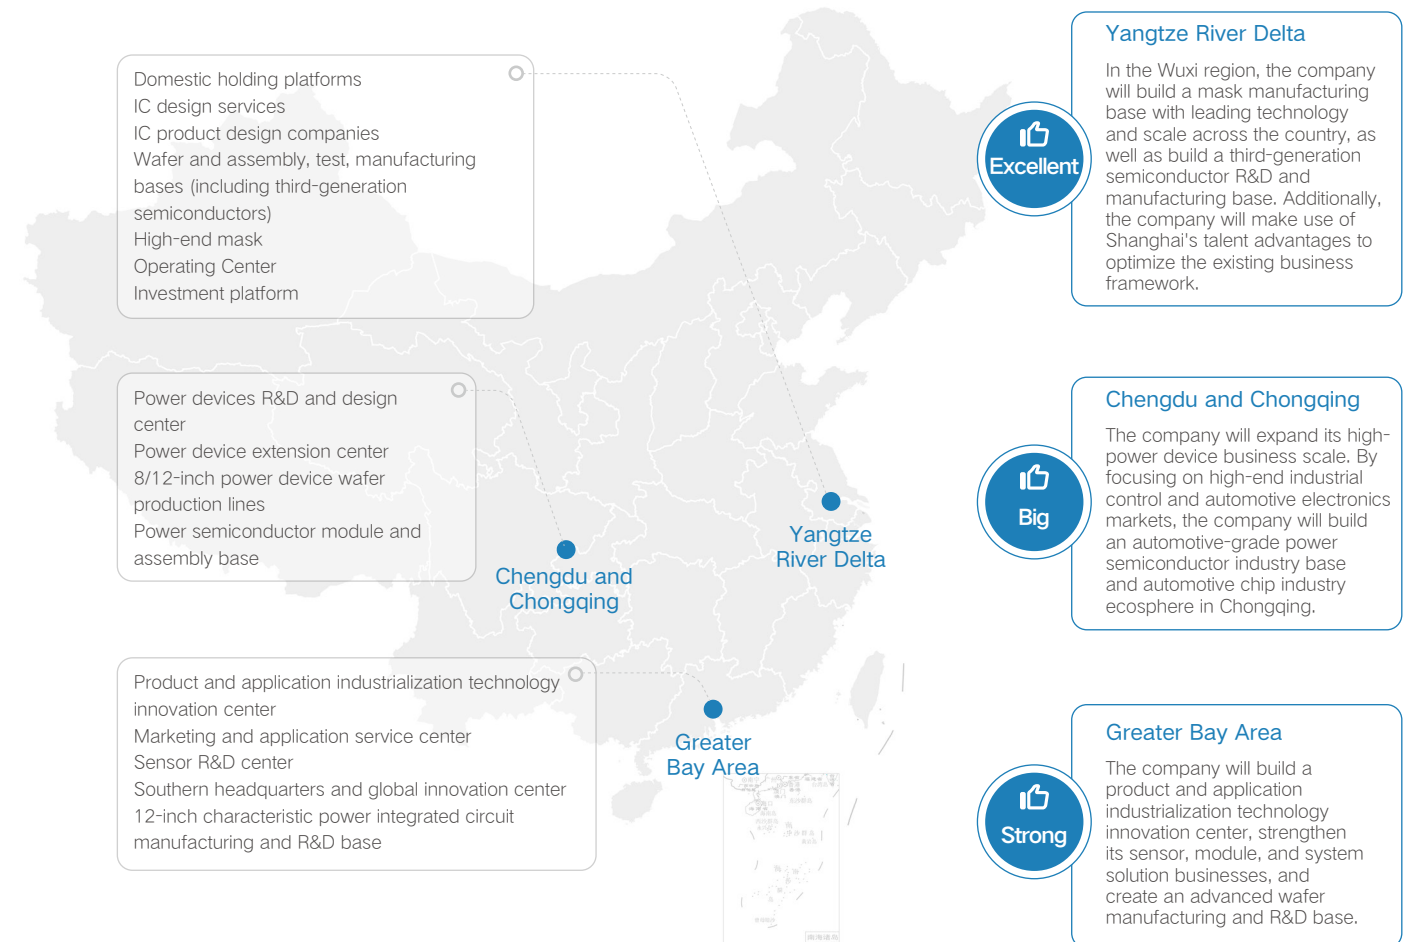 Domestic holding platforms
IC design services
IC product design companies
Wafer and assembly, test, manufacturing
bases (including third-generation
semiconductors)
High-end mask
Operating Center
Investment platform
Power devices R&D and design
center
Power device extension center
8/12-inch power device wafer
production lines
Power semiconductor module and
assembly base
Product and application industrialization technology
innovation center
Marketing and application service center
Sensor R&D center
Southern headquarters and global innovation center
12-inch characteristic power integrated circuit
manufacturing and R&D base
Yangtze
River Delta
Chengdu and
Chongqing
Greater
Bay Area
南海诸岛
Excellent
Yangtze River Delta
In the Wuxi region, the company
will build a mask manufacturing
base with leading technology
and scale across the country, as
well as build a third-generation
semiconductor R&D and
manufacturing base. Additionally,
the company will make use of
Shanghai's talent advantages to
optimize the existing business
framework.
Big
Chengdu and Chongqing
The company will expand its high-
power device business scale. By
focusing on high-end industrial
control and automotive electronics
markets, the company will build
an automotive-grade power
semiconductor industry base
and automotive chip industry
ecosphere in Chongqing.
Strong
Greater Bay Area
The company will build a
product and application
industrialization technology
innovation center, strengthen
its sensor, module, and system
solution businesses, and
create an advanced wafer
manufacturing and R&D base.